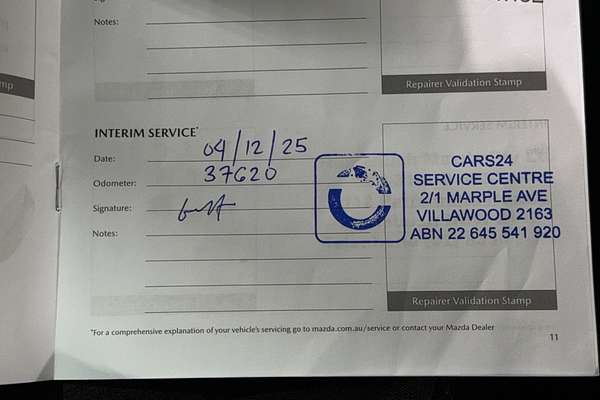 Notes:
Repairer Validation Stamp
INTERIM SERVICE*
Date: 04/12/25
Odometer: 37620
Signature:
Notes:
CARS24
SERVICE CENTRE
2/1 MARPLE AVE
VILLAWOOD 2163
ABN 22 645 541 920
Repairer Validation Stamp
*For a comprehensive explanation of your vehicle's servicing go to mazda.com.au/service or contact your Mazda Dealer
11